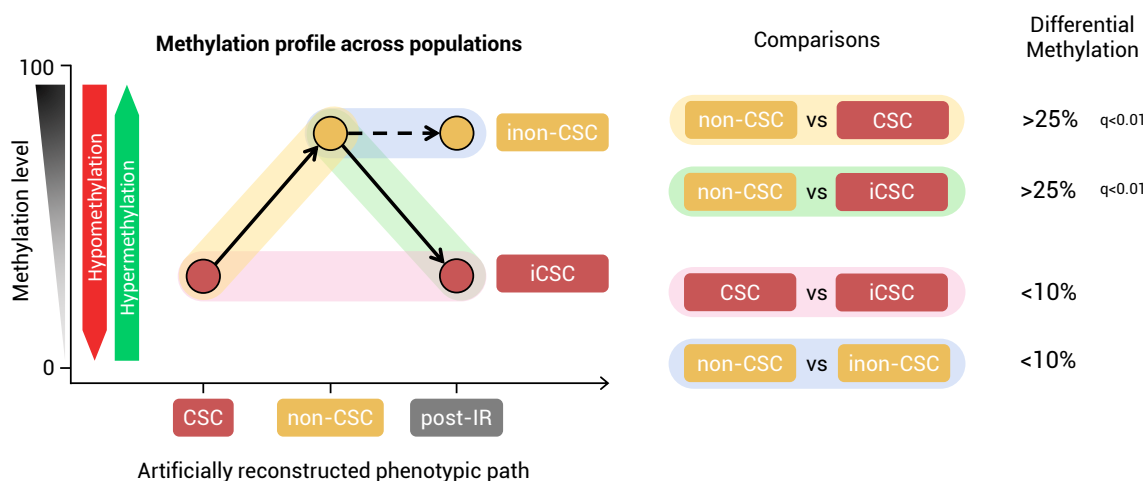 Methylation profile across populations
100
0
Methylation level
Hypomethylation
Hypermethylation
inon-CSC
iCSC
CSC
non-CSC
post-IR
Artificially reconstructed phenotypic path
Comparisons
Differential
Methylation
non-CSC vs CSC >25% q<0.01
non-CSC vs iCSC >25% q<0.01
CSC vs iCSC <10%
non-CSC vs inon-CSC <10%